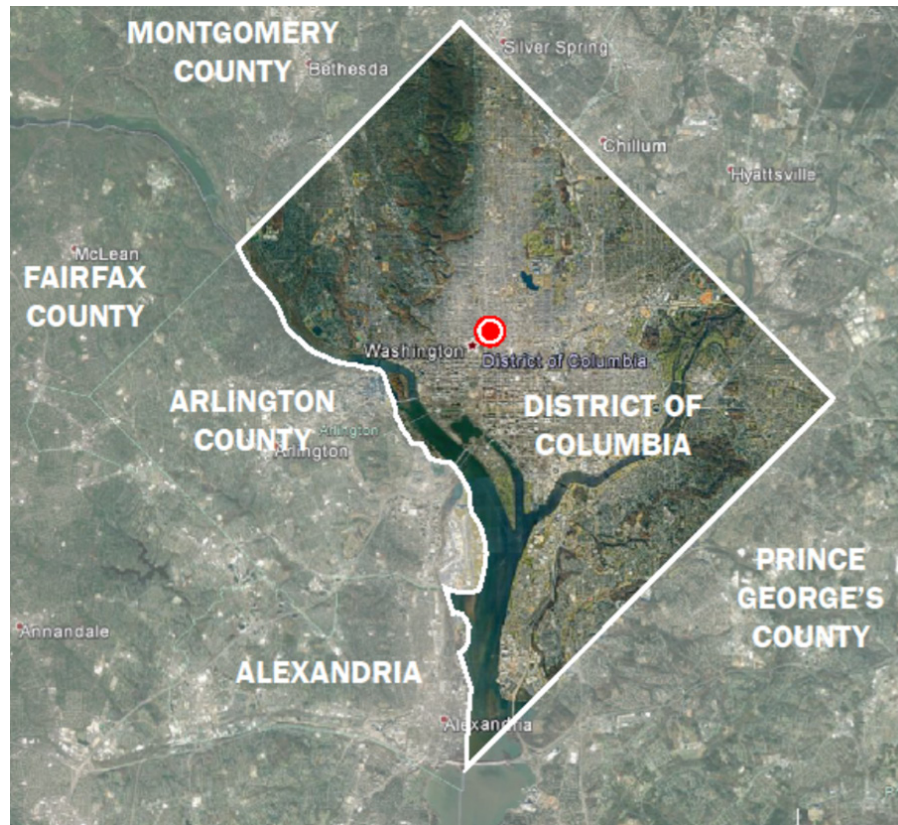 MONTGOMERY
COUNTY
Silver Spring
Bethesda
Chillum
Hyattsville
McLean
FAIRFAX
COUNTY
Washington
District of Columbia
ARLINGTON
COUNTY
Arlington
Arlington
DISTRICT OF
COLUMBIA
PRINCE
GEORGE'S
COUNTY
Annandale
ALEXANDRIA
Alexandria